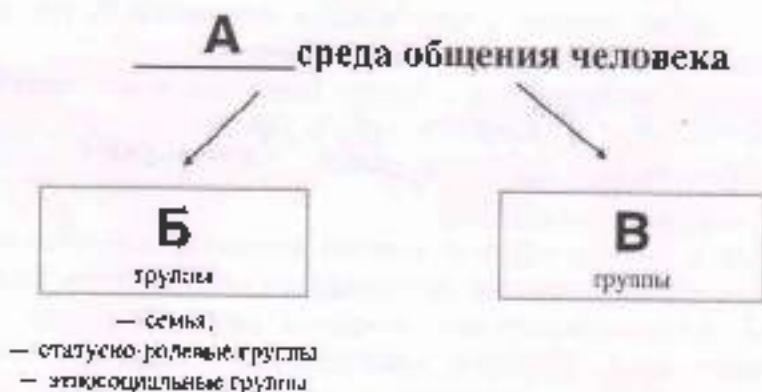 А
среда общения человека
Б
группы
В
группы
— семья,
— статусно-ролевые группы
— этносоциальные группы